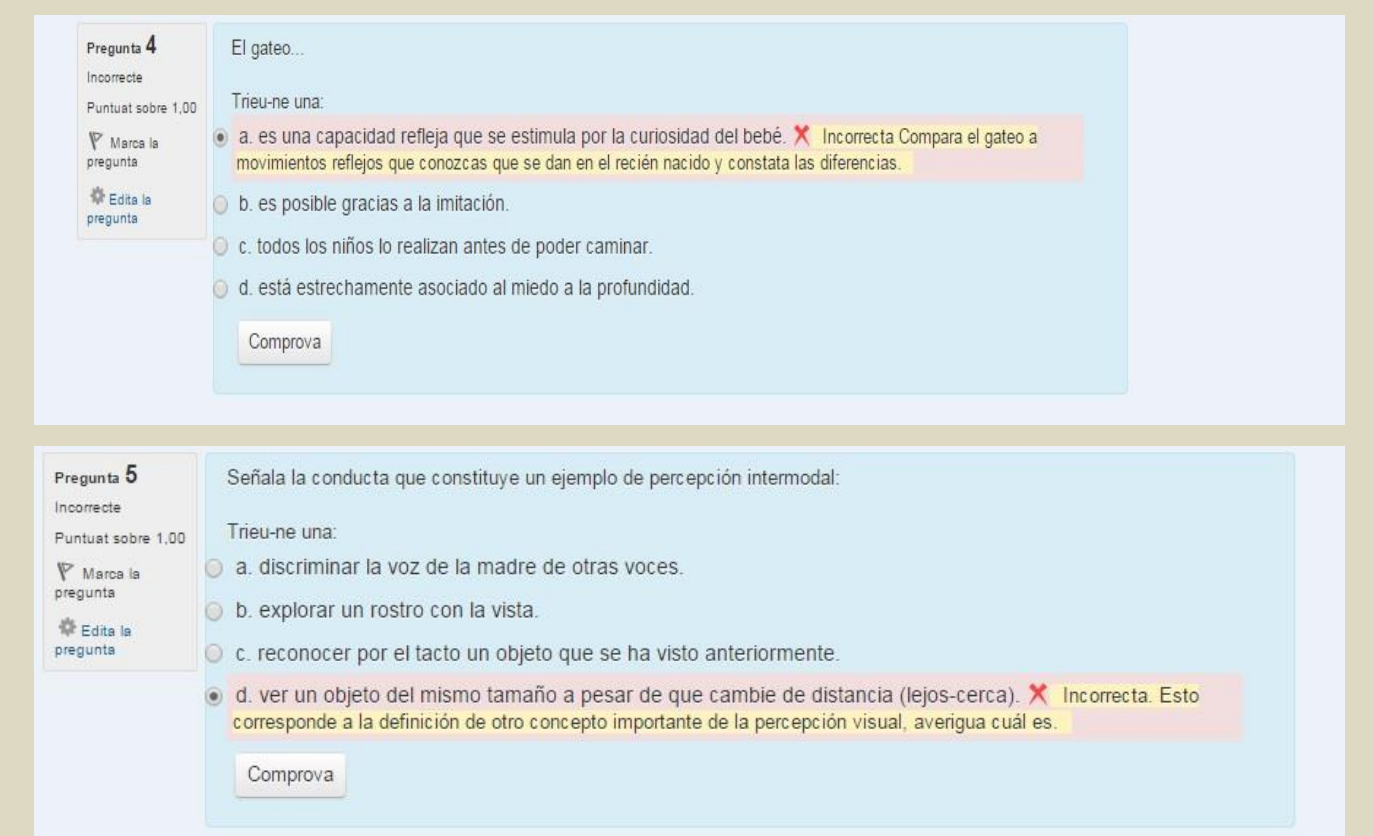 Pregunta 4
Incorrecte
Puntuat sobre 1,00
Marca la
pregunta
Edita la
pregunta
El gateo...
Trieu-ne una:
a. es una capacidad refleja que se estimula por la curiosidad del bebé. Incorrecta Compara el gateo a
movimientos reflejos que conozcas que se dan en el recién nacido y constata las diferencias.
b. es posible gracias a la imitación.
c. todos los niños lo realizan antes de poder caminar.
d. está estrechamente asociado al miedo a la profundidad.
Comprova
Pregunta 5
Incorrecte
Puntuat sobre 1,00
Marca la
pregunta
Edita la
pregunta
Señala la conducta que constituye un ejemplo de percepción intermodal:
Trieu-ne una:
a. discriminar la voz de la madre de otras voces.
b. explorar un rostro con la vista.
c. reconocer por el tacto un objeto que se ha visto anteriormente.
d. ver un objeto del mismo tamaño a pesar de que cambie de distancia (lejos-cerca). Incorrecta. Esto
corresponde a la definición de otro concepto importante de la percepción visual, averigua cuál es.
Comprova